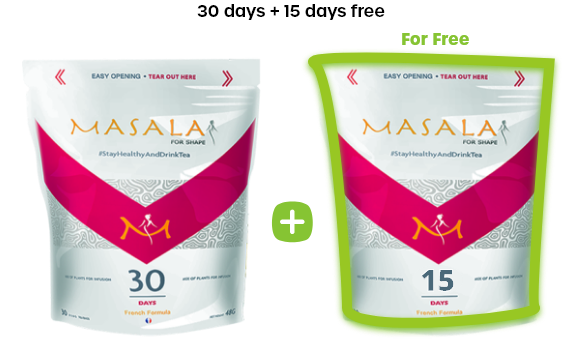 30 days + 15 days free
For Free
EASY OPENING • TEAR OUT HERE
MASALA
FOR SHAPE
#StayHealthyAndDrinkTea
30
DAYS
French Formula
EASY OPENING • TEAR OUT HERE
MASALA
FOR SHAPE
#StayHealthyAndDrinkTea
15
DAYS
French Formula